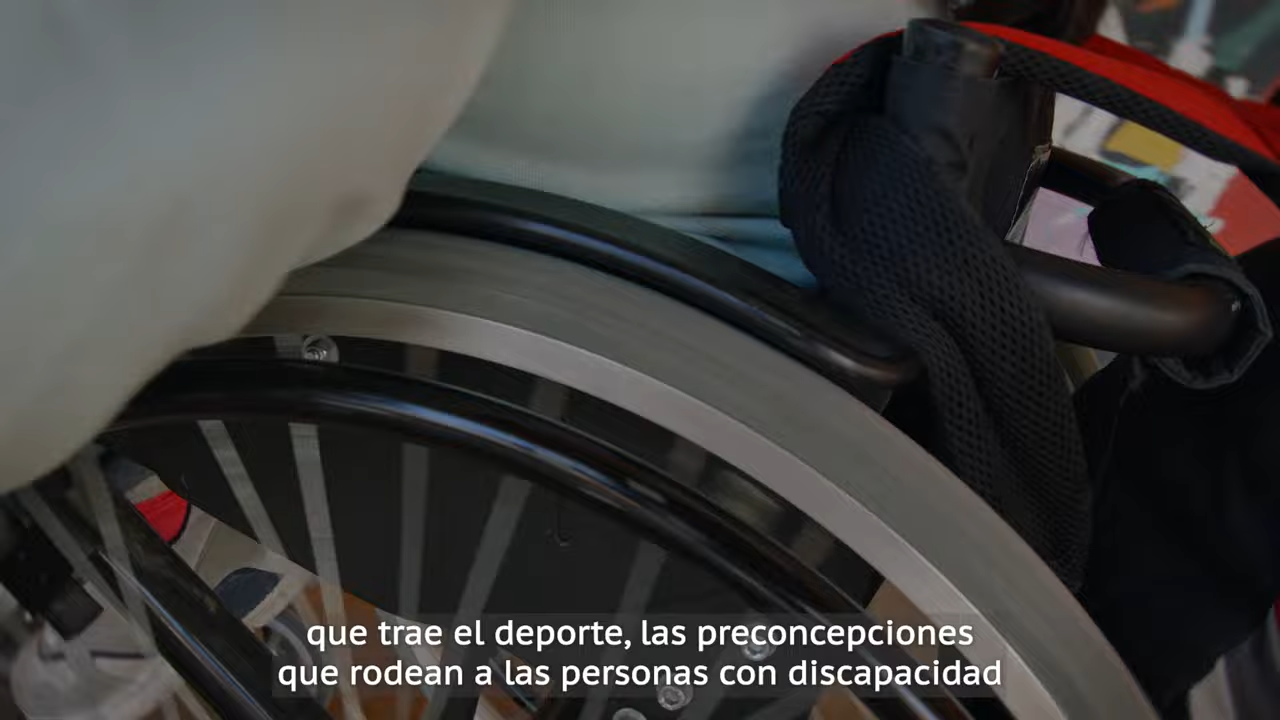 que trae el deporte, las preconcepciones
que rodean a las personas con discapacidad